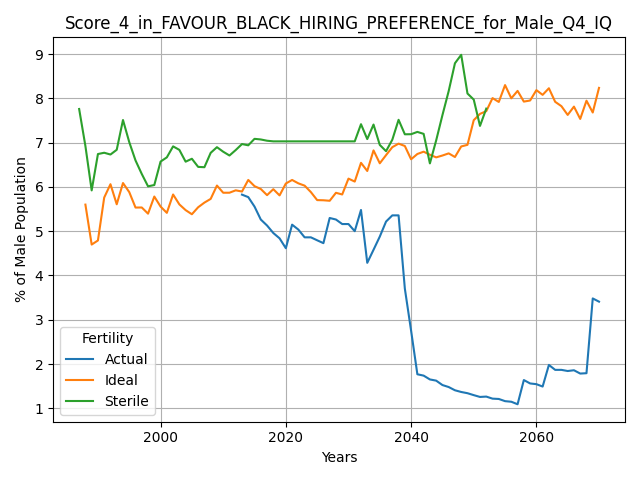 Score_4_in_FAVOUR_BLACK_HIRING_PREFERENCE_for_Male_Q4_IQ
% of Male Population
9
8
7
6
5
4
3
2
1
Fertility
Actual
Ideal
Sterile
2000
2020
2040
2060
Years